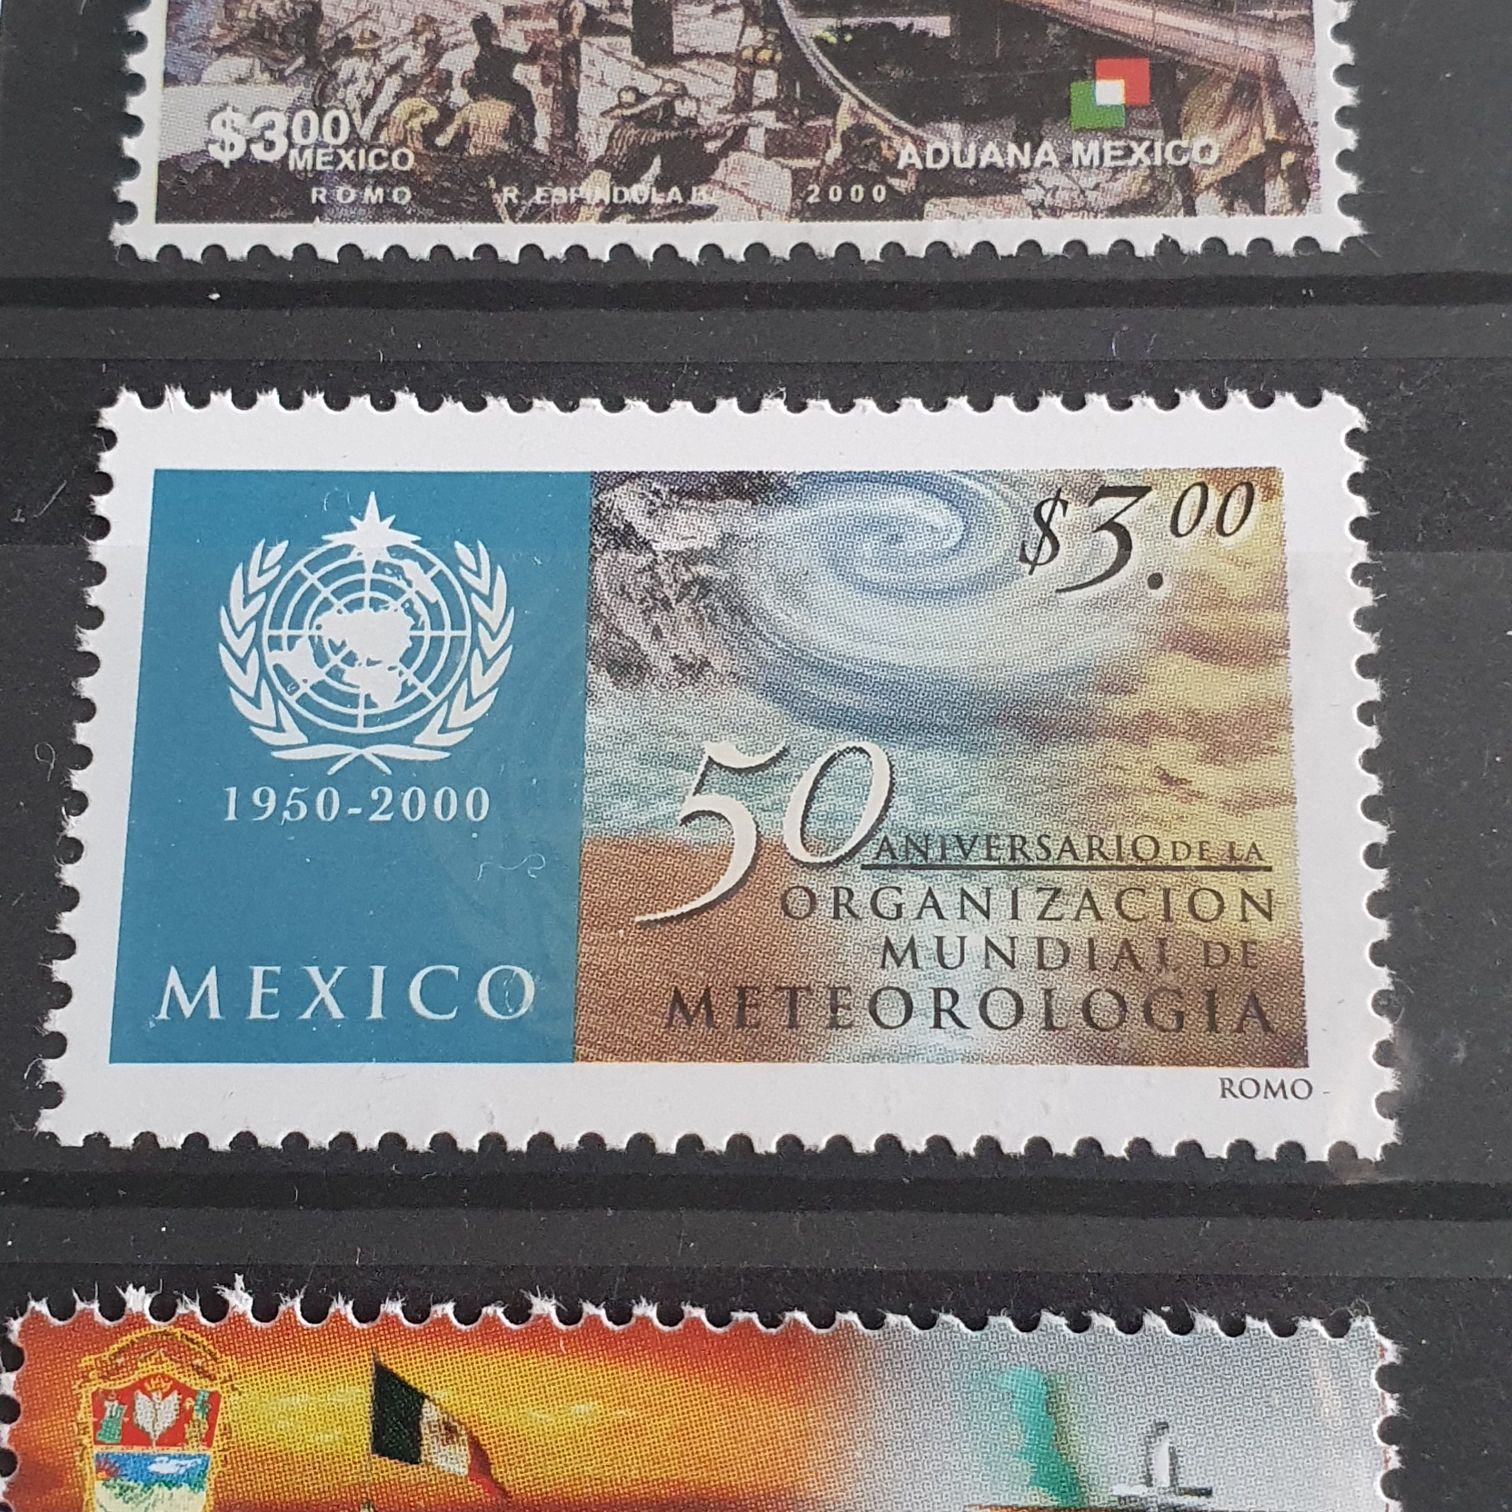 $3.00
MEXICO
ADUANA MEXICO
ROMO R. ESPINDOLA 2000
$3.00
1950-2000
MEXICO
50 ANIVERSARIO DE LA
ORGANIZACION
MUNDIAL DE
METEOROLOGIA
ROMO